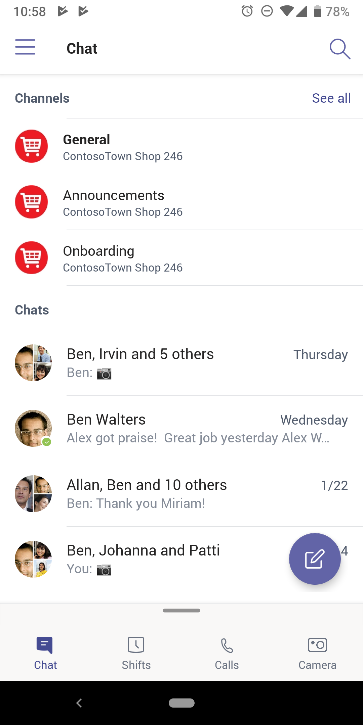 10:58
78%
Chat
Channels
See all
General
ContosoTown Shop 246
Announcements
ContosoTown Shop 246
Onboarding
ContosoTown Shop 246
Chats
Ben, Irvin and 5 others
Thursday
Ben: 📷
Ben Walters
Wednesday
Alex got praise!  Great job yesterday Alex W...
Allan, Ben and 10 others
1/22
Ben: Thank you Miriam!
Ben, Johanna and Patti
4
You: 📷
Chat
Shifts
Calls
Camera